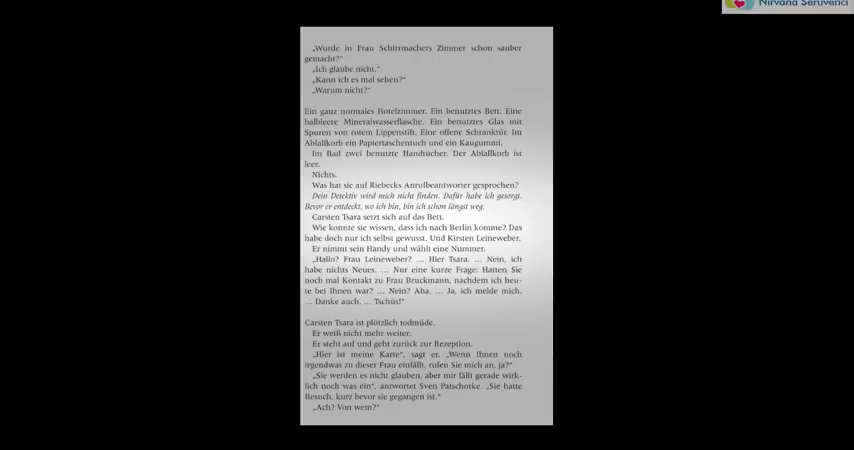 Nirvana Serüvenci
„Wurde in Frau Schirrmachers Zimmer schon sauber
gemacht?“
„Ich glaube nicht.“
„Kann ich es mal sehen?“
„Warum nicht?“
Ein ganz normales Hotelzimmer. Ein benutztes Bett. Eine
halbleere Mineralwasserflasche. Ein benutztes Glas mit
Spuren von rotem Lippenstift. Eine offene Schranktür. Im
Abfallkorb ein Papiertaschentuch und ein Kaugummi.
Im Bad zwei benutzte Handtücher. Der Abfallkorb ist
leer.
Nichts.
Was hat sie auf Riebecks Anrufbeantworter gesprochen?
Dein Detektiv wird mich nicht finden. Dafür habe ich gesorgt.
Bevor er entdeckt, wo ich bin, bin ich schon längst weg.
Carsten Tsara setzt sich auf das Bett.
Wie konnte sie wissen, dass ich nach Berlin komme? Das
habe doch nur ich selbst gewusst. Und Kirsten Leineweber.
Er nimmt sein Handy und wählt eine Nummer.
„Hallo? Frau Leineweber? … Hier Tsara. … Nein, ich
habe nichts Neues. … Nur eine kurze Frage: Hatten Sie
noch mal Kontakt zu Frau Bruckmann, nachdem ich heu-
te bei Ihnen war? … Nein? Aha. … Ja, ich melde mich.
… Danke auch. … Tschüs!“
Carsten Tsara ist plötzlich todmüde.
Er weiß nicht mehr weiter.
Er steht auf und geht zurück zur Rezeption.
„Hier ist meine Karte“, sagt er. „Wenn Ihnen noch
irgendwas zu dieser Frau einfällt, rufen Sie mich an, ja?“
„Sie werden es nicht glauben, aber mir fällt gerade wirk-
lich noch was ein“, antwortet Sven Patschorke. „Sie hatte
Besuch, kurz bevor sie gegangen ist.“
„Ach? Von wem?“